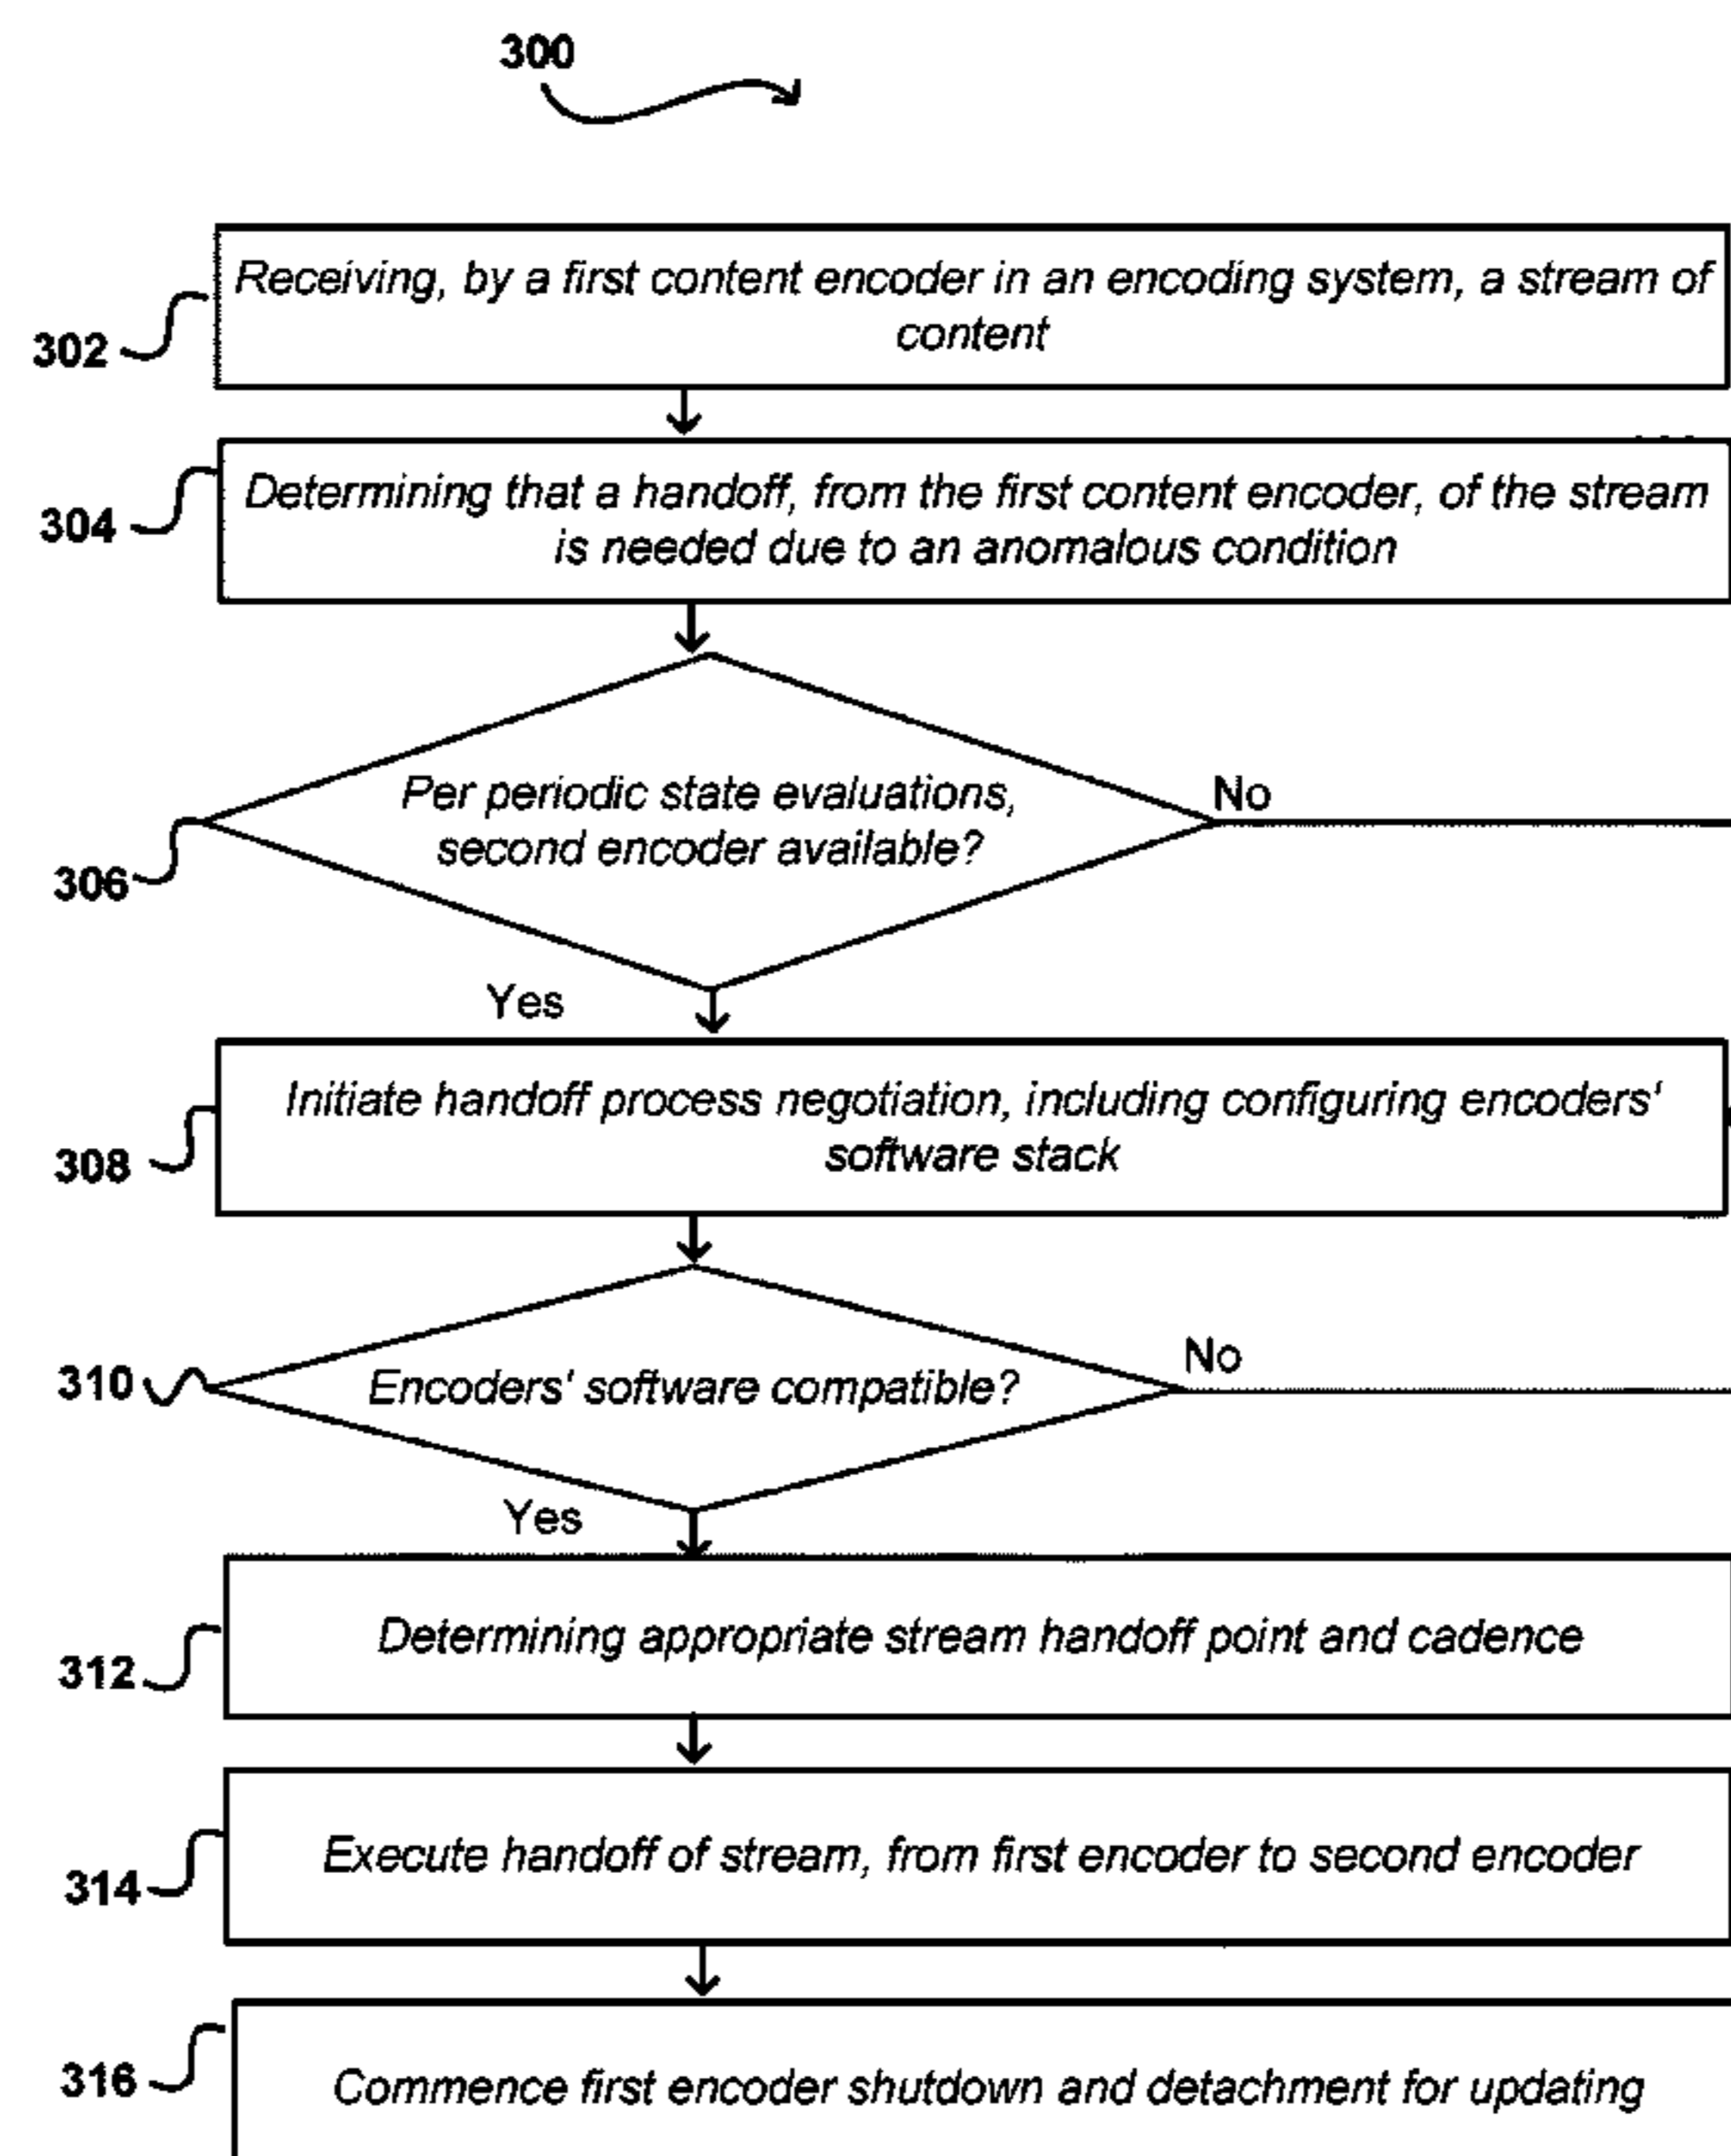 300
302
Receiving, by a first content encoder in an encoding system, a stream of
content
304
Determining that a handoff, from the first content encoder, of the stream
is needed due to an anomalous condition
306
Per periodic state evaluations,
second encoder available?
No
Yes
308
Initiate handoff process negotiation, including configuring encoders'
software stack
310
Encoders' software compatible?
No
Yes
312
Determining appropriate stream handoff point and cadence
314
Execute handoff of stream, from first encoder to second encoder
316
Commence first encoder shutdown and detachment for updating